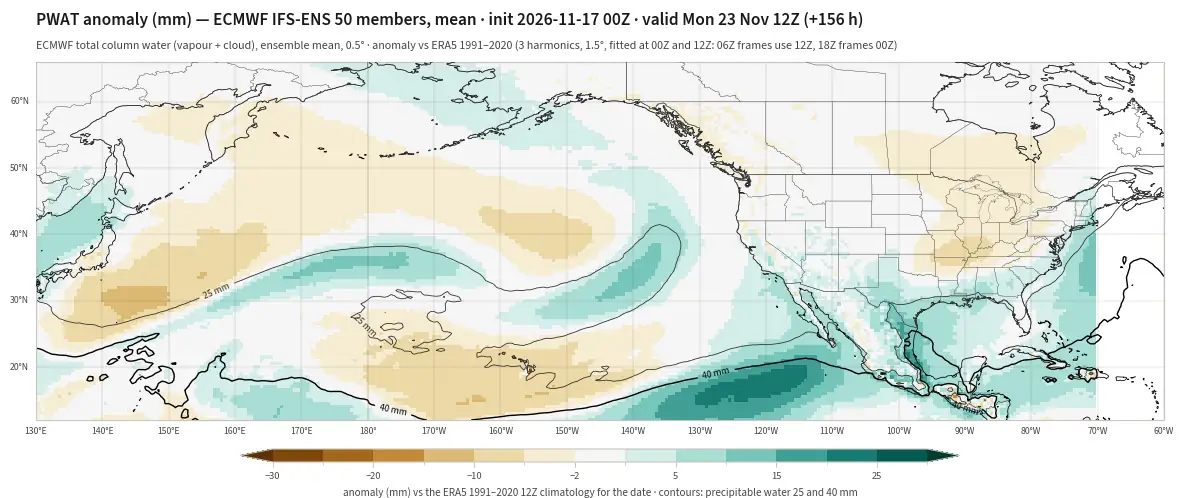 PWAT anomaly (mm) — ECMWF IFS-ENS 50 members, mean · init 2026-11-17 00Z · valid Mon 23 Nov 12Z (+156 h)
ECMWF total column water (vapour + cloud), ensemble mean, 0.5° · anomaly vs ERA5 1991–2020 (3 harmonics, 1.5°, fitted at 00Z and 12Z: 06Z frames use 12Z, 18Z frames 00Z)
60°N
50°N
40°N
30°N
20°N
25 mm
25 mm
40 mm
40 mm
40 mm
130°E 140°E 150°E 160°E 170°E 180° 170°W 160°W 150°W 140°W 130°W 120°W 110°W 100°W 90°W 80°W 70°W 60°W
−30 −20 −10 −2 5 15 25
anomaly (mm) vs the ERA5 1991–2020 12Z climatology for the date · contours: precipitable water 25 and 40 mm